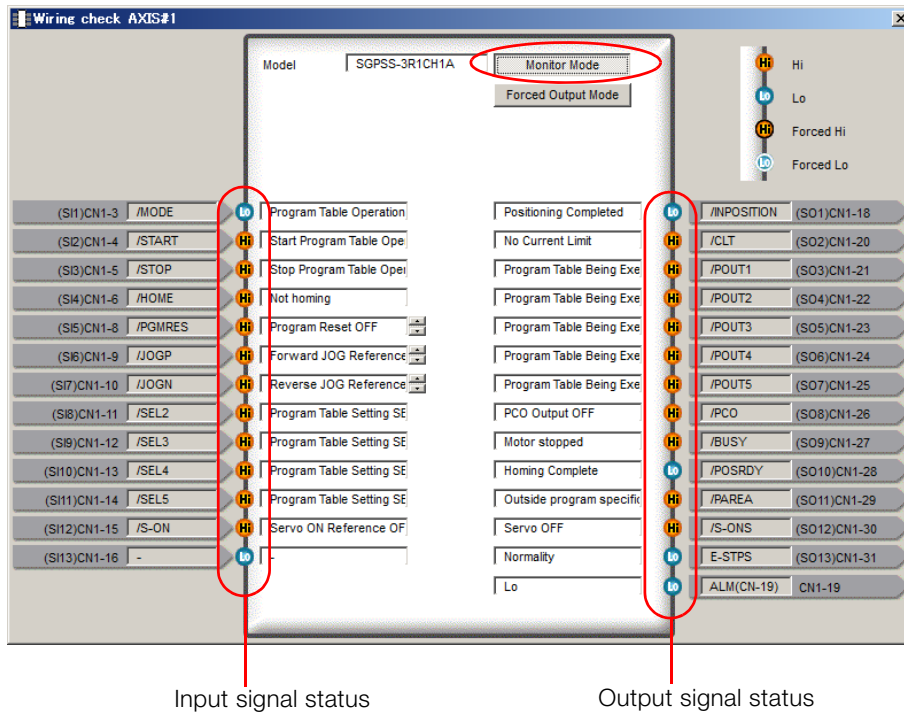 Wiring check AXIS#1
Model SGPSS-3R1CH1A Monitor Mode
Forced Output Mode
Hi Hi
Lo Lo
Hi Forced Hi
Lo Forced Lo
(SI1)CN1-3 /MODE Lo Program Table Operation Positioning Completed Lo /INPOSITION (SO1)CN1-18
(SI2)CN1-4 /START Hi Start Program Table Ope No Current Limit Hi /CLT (SO2)CN1-20
(SI3)CN1-5 /STOP Hi Stop Program Table Oper Program Table Being Exe Hi /POUT1 (SO3)CN1-21
(SI4)CN1-6 /HOME Hi Not homing Program Table Being Exe Hi /POUT2 (SO4)CN1-22
(SI5)CN1-8 /PGMRES Hi Program Reset OFF Program Table Being Exe Hi /POUT3 (SO5)CN1-23
(SI6)CN1-9 /JOGP Hi Forward JOG Reference Program Table Being Exe Hi /POUT4 (SO6)CN1-24
(SI7)CN1-10 /JOGN Hi Reverse JOG Reference Program Table Being Exe Hi /POUT5 (SO7)CN1-25
(SI8)CN1-11 /SEL2 Hi Program Table Setting SE PCO Output OFF Hi /PCO (SO8)CN1-26
(SI9)CN1-12 /SEL3 Hi Program Table Setting SE Motor stopped Hi /BUSY (SO9)CN1-27
(SI10)CN1-13 /SEL4 Hi Program Table Setting SE Homing Complete Lo /POSRDY (SO10)CN1-28
(SI11)CN1-14 /SEL5 Hi Program Table Setting SE Outside program specific Hi /PAREA (SO11)CN1-29
(SI12)CN1-15 /S-ON Hi Servo ON Reference OF Servo OFF Hi /S-ONS (SO12)CN1-30
(SI13)CN1-16 - Lo - Normality Lo E-STPS (SO13)CN1-31
Lo Lo ALM(CN-19) CN1-19
Input signal status Output signal status